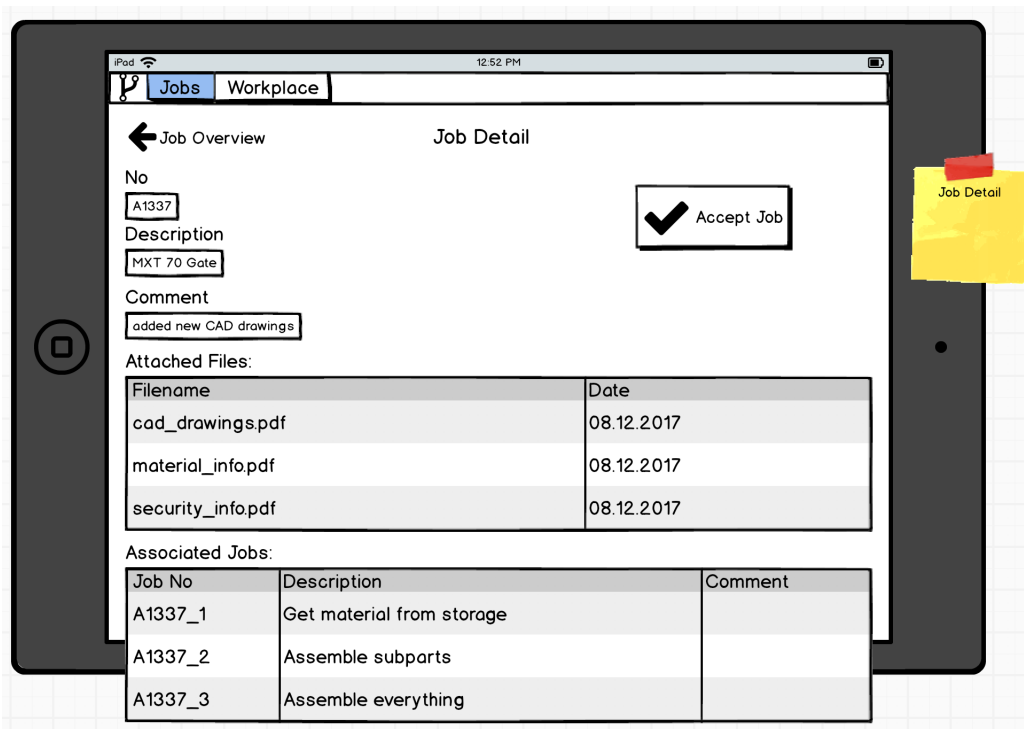 iPad 12:52 PM
Jobs Workplace
Job Overview Job Detail
No
A1337
Accept Job
Description
MXT 70 Gate
Comment
added new CAD drawings
Attached Files:
Filename Date
cad_drawings.pdf 08.12.2017
material_info.pdf 08.12.2017
security_info.pdf 08.12.2017
Associated Jobs:
Job No Description Comment
A1337_1 Get material from storage
A1337_2 Assemble subparts
A1337_3 Assemble everything
Job Detail